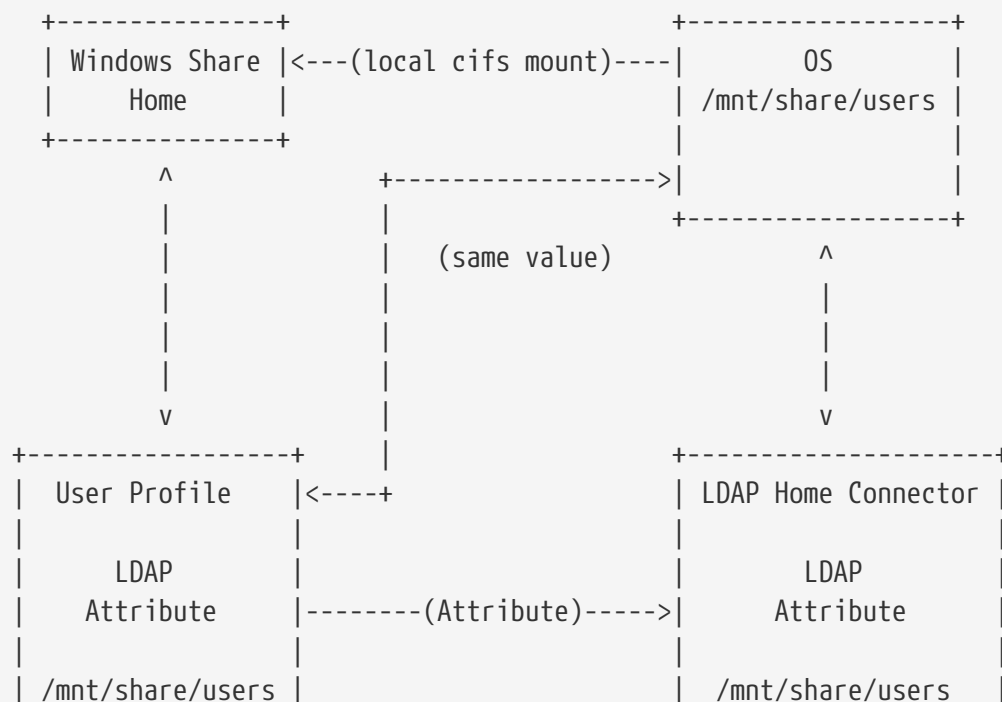 Windows Share <---(local cifs mount)---- OS
Home /mnt/share/users
(same value)
User Profile LDAP Home Connector
LDAP LDAP
Attribute --------(Attribute)-----> Attribute
/mnt/share/users /mnt/share/users